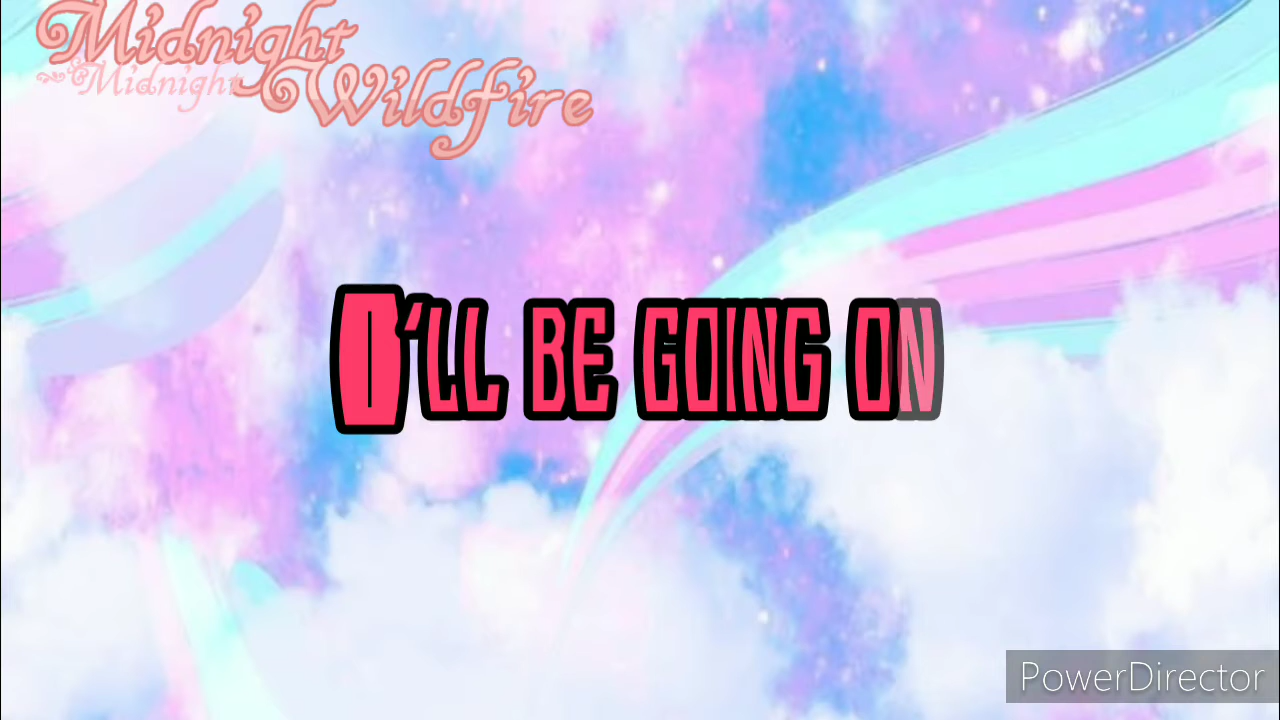 Midnight
Midnight
Wildfire
I'LL BE GOING ON
PowerDirector